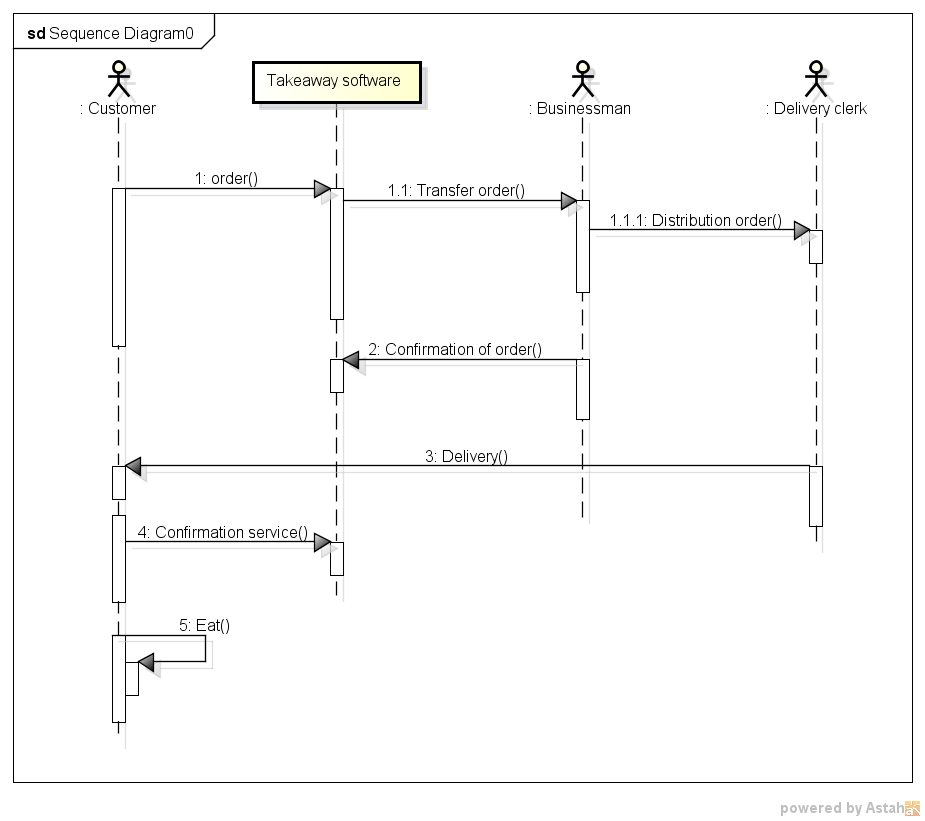 sd Sequence Diagram0
: Customer
Takeaway software
: Businessman
: Delivery clerk
1: order()
1.1: Transfer order()
1.1.1: Distribution order()
2: Confirmation of order()
3: Delivery()
4: Confirmation service()
5: Eat()
powered by Astah